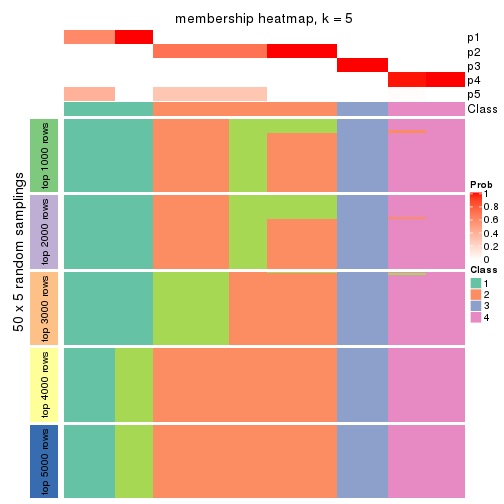 membership heatmap, k = 5
p1
p2
p3
p4
p5
Class
50 x 5 random samplings
top 1000 rows
top 2000 rows
top 3000 rows
top 4000 rows
top 5000 rows
Prob
1
0.8
0.6
0.4
0.2
0
Class
1
2
3
4